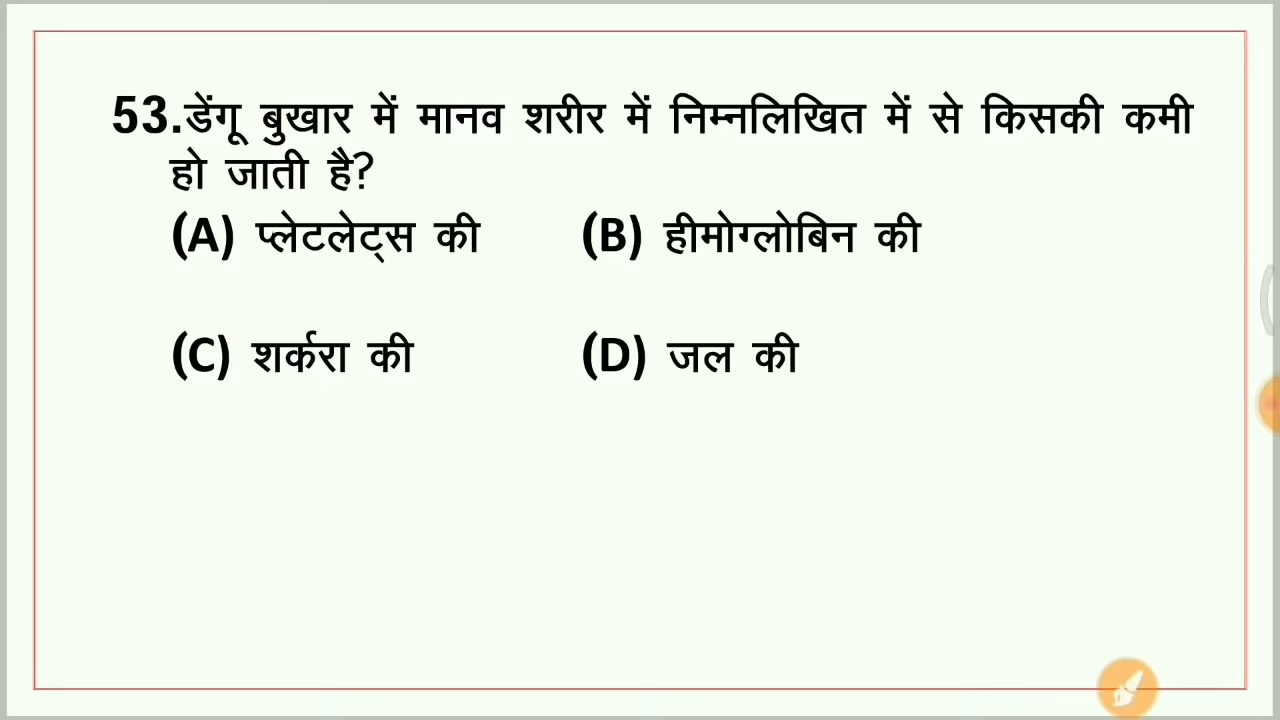 53.डेंगू बुखार में मानव शरीर में निम्नलिखित में से किसकी कमी
हो जाती है?
(A) प्लेटलेट्स की (B) हीमोग्लोबिन की
(C) शर्करा की (D) जल की